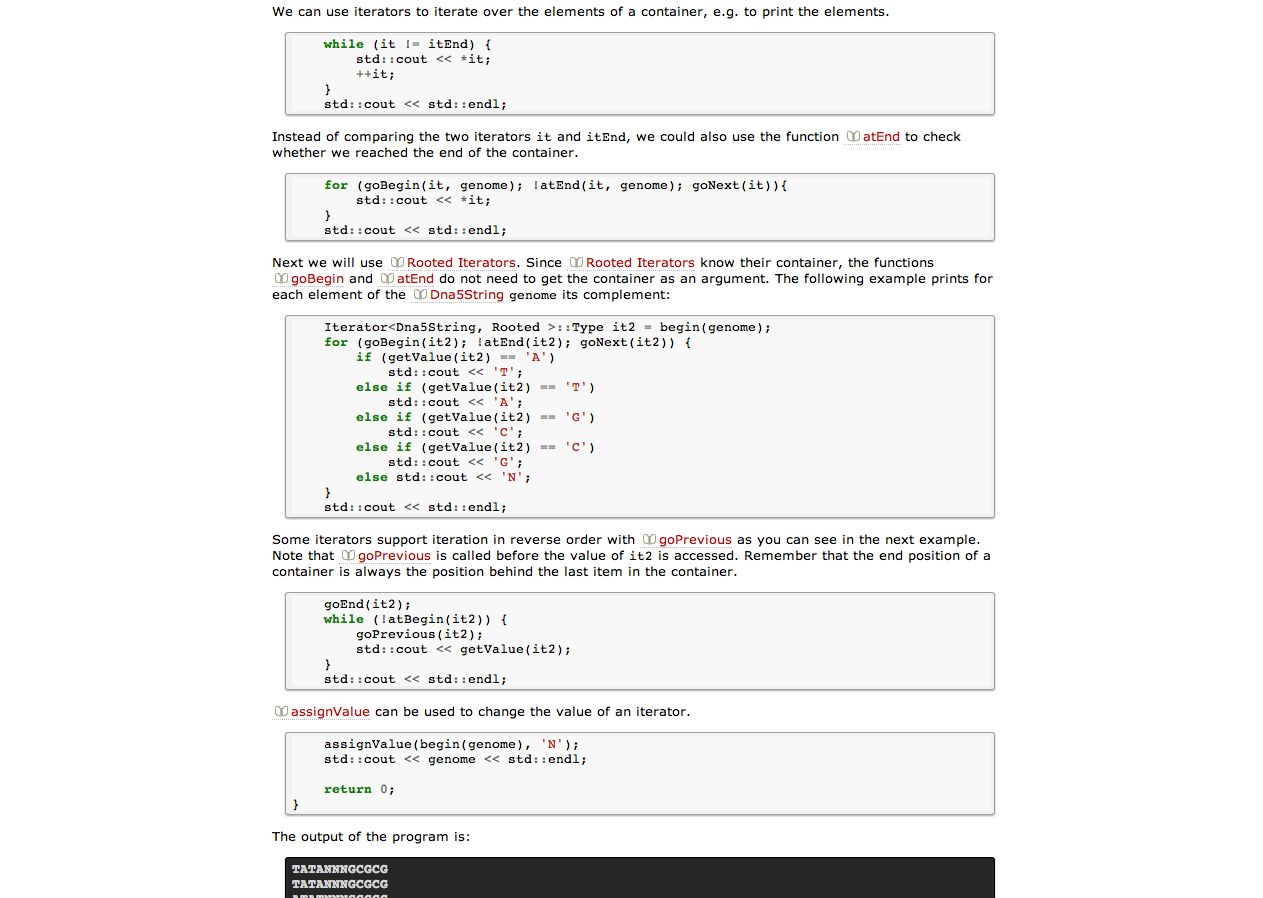 We can use iterators to iterate over the elements of a container, e.g. to print the elements.
while (it != itEnd) {
std::cout << *it;
++it;
}
std::cout << std::endl;
Instead of comparing the two iterators it and itEnd, we could also use the function atEnd to check
whether we reached the end of the container.
for (goBegin(it, genome); !atEnd(it, genome); goNext(it)){
std::cout << *it;
}
std::cout << std::endl;
Next we will use Rooted Iterators. Since Rooted Iterators know their container, the functions
goBegin and atEnd do not need to get the container as an argument. The following example prints for
each element of the Dna5String genome its complement:
Iterator<Dna5String, Rooted >::Type it2 = begin(genome);
for (goBegin(it2); !atEnd(it2); goNext(it2)) {
if (getValue(it2) == 'A')
std::cout << 'T';
else if (getValue(it2) == 'T')
std::cout << 'A';
else if (getValue(it2) == 'G')
std::cout << 'C';
else if (getValue(it2) == 'C')
std::cout << 'G';
else std::cout << 'N';
}
std::cout << std::endl;
Some iterators support iteration in reverse order with goPrevious as you can see in the next example.
Note that goPrevious is called before the value of it2 is accessed. Remember that the end position of a
container is always the position behind the last item in the container.
goEnd(it2);
while (!atBegin(it2)) {
goPrevious(it2);
std::cout << getValue(it2);
}
std::cout << std::endl;
assignValue can be used to change the value of an iterator.
assignValue(begin(genome), 'N');
std::cout << genome << std::endl;
return 0;
}
The output of the program is:
TATANNNGCGCG
TATANNNGCGCG